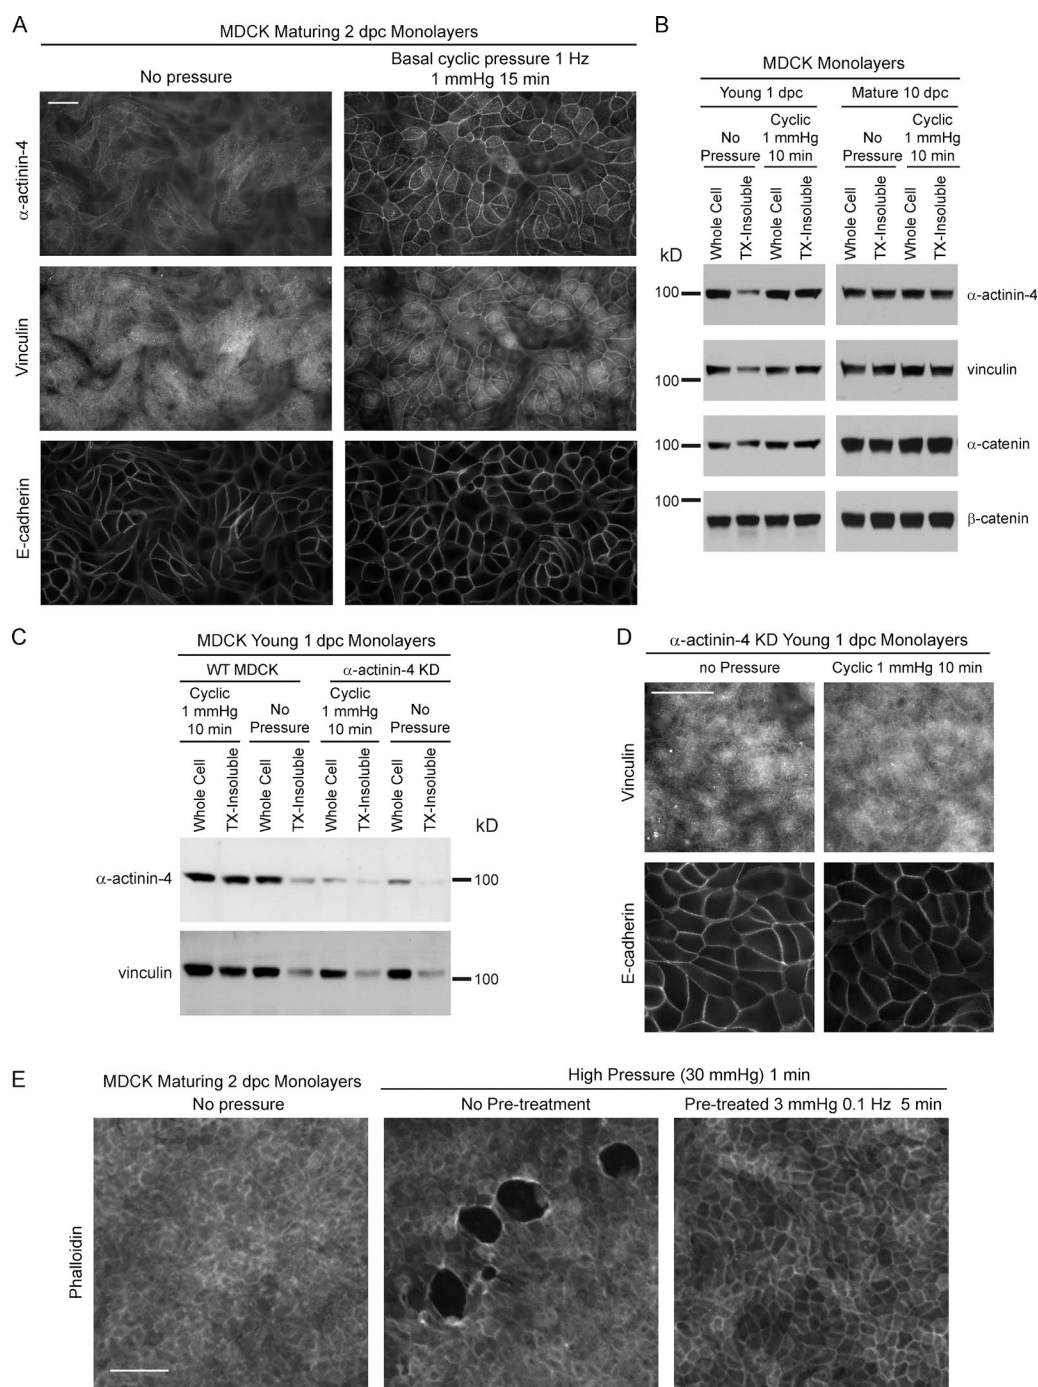 A
MDCK Maturing 2 dpc Monolayers
No pressure
Basal cyclic pressure 1 Hz
1 mmHg 15 min
α-actinin-4
Vinculin
E-cadherin
B
MDCK Monolayers
Young 1 dpc
Mature 10 dpc
No
Pressure
Cyclic
1 mmHg
10 min
No
Pressure
Cyclic
1 mmHg
10 min
Whole Cell
TX-Insoluble
Whole Cell
TX-Insoluble
Whole Cell
TX-Insoluble
Whole Cell
TX-Insoluble
kD
100
α-actinin-4
100
vinculin
100
α-catenin
100
β-catenin
C
MDCK Young 1 dpc Monolayers
WT MDCK
α-actinin-4 KD
Cyclic
1 mmHg
10 min
No
Pressure
Cyclic
1 mmHg
10 min
No
Pressure
Whole Cell
TX-Insoluble
Whole Cell
TX-Insoluble
Whole Cell
TX-Insoluble
Whole Cell
TX-Insoluble
kD
α-actinin-4
100
vinculin
100
D
α-actinin-4 KD Young 1 dpc Monolayers
no Pressure
Cyclic 1 mmHg 10 min
Vinculin
E-cadherin
E
MDCK Maturing 2 dpc Monolayers
No pressure
High Pressure (30 mmHg) 1 min
No Pre-treatment
Pre-treated 3 mmHg 0.1 Hz 5 min
Phalloidin